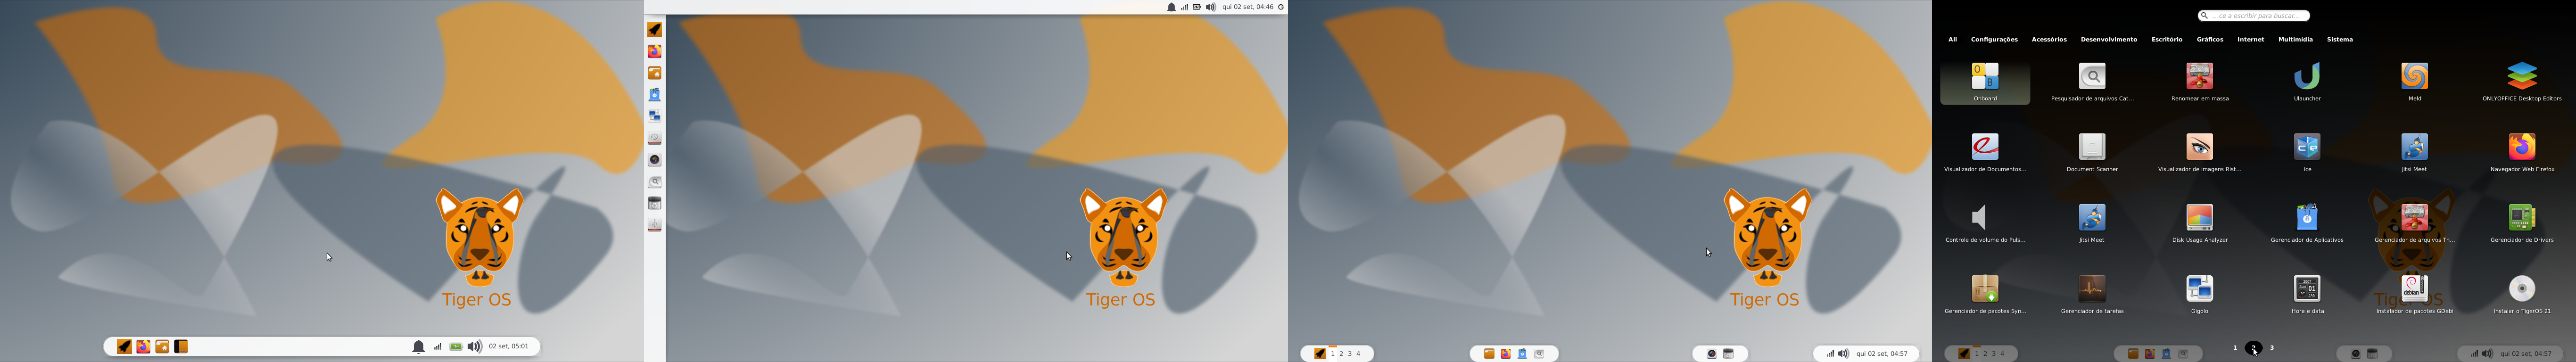 Tiger OS
02 set, 05:01
qui 02 set, 04:46
Tiger OS
Tiger OS
1 2 3 4
qui 02 set, 04:57
...ce a escribir para buscar...
All Configurações Acessórios Desenvolvimento Escritório Gráficos Internet Multimídia Sistema
Onboard Pesquisador de arquivos Cat... Renomear em massa Ulauncher Meld ONLYOFFICE Desktop Editors
Visualizador de Documentos... Document Scanner Visualizador de imagens Rist... Ice Jitsi Meet Navegador Web Firefox
Controle de volume do Puls... Jitsi Meet Disk Usage Analyzer Gerenciador de Aplicativos Gerenciador de arquivos Th... Gerenciador de Drivers
debian
Tiger OS
Gerenciador de pacotes Syn... Gerenciador de tarefas Gigolo Hora e data Instalador de pacotes GDebi Instalar o TigerOS 21
1 2 3
1 2 3 4
qui 02 set, 04:57